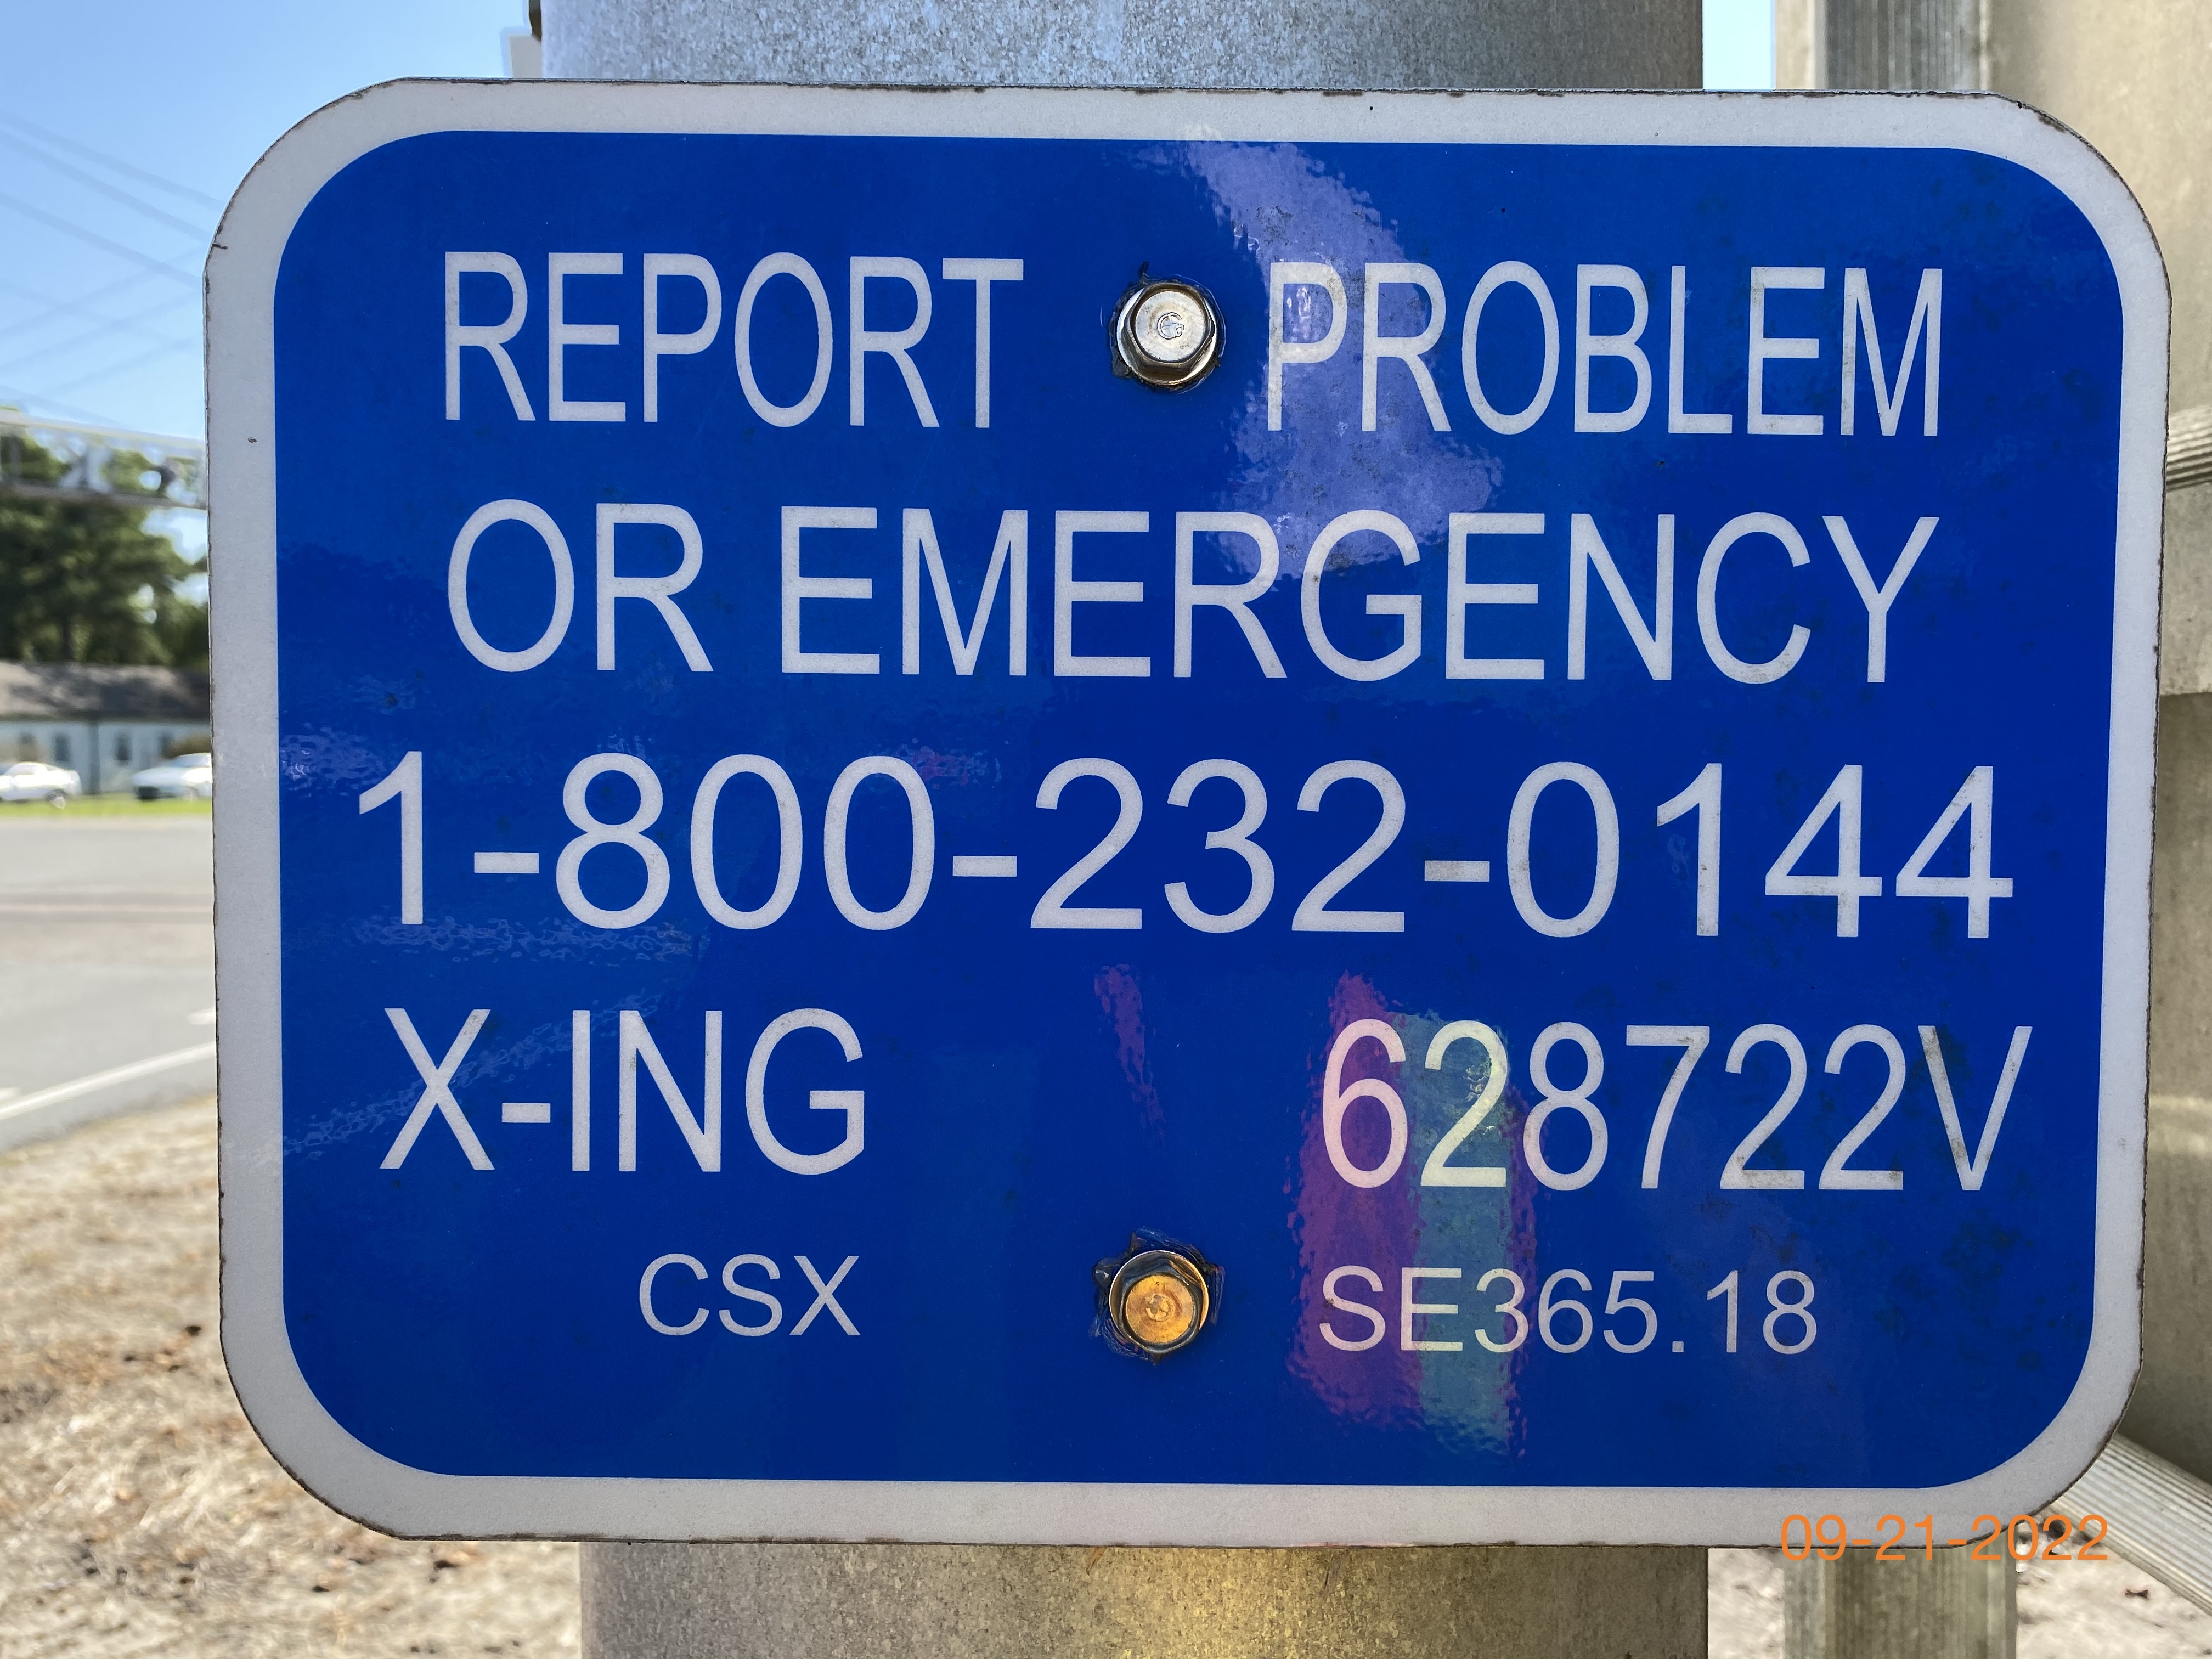 REPORT PROBLEM
OR EMERGENCY
1-800-232-0144
X-ING 628722V
CSX SE365.18
09-21-2022